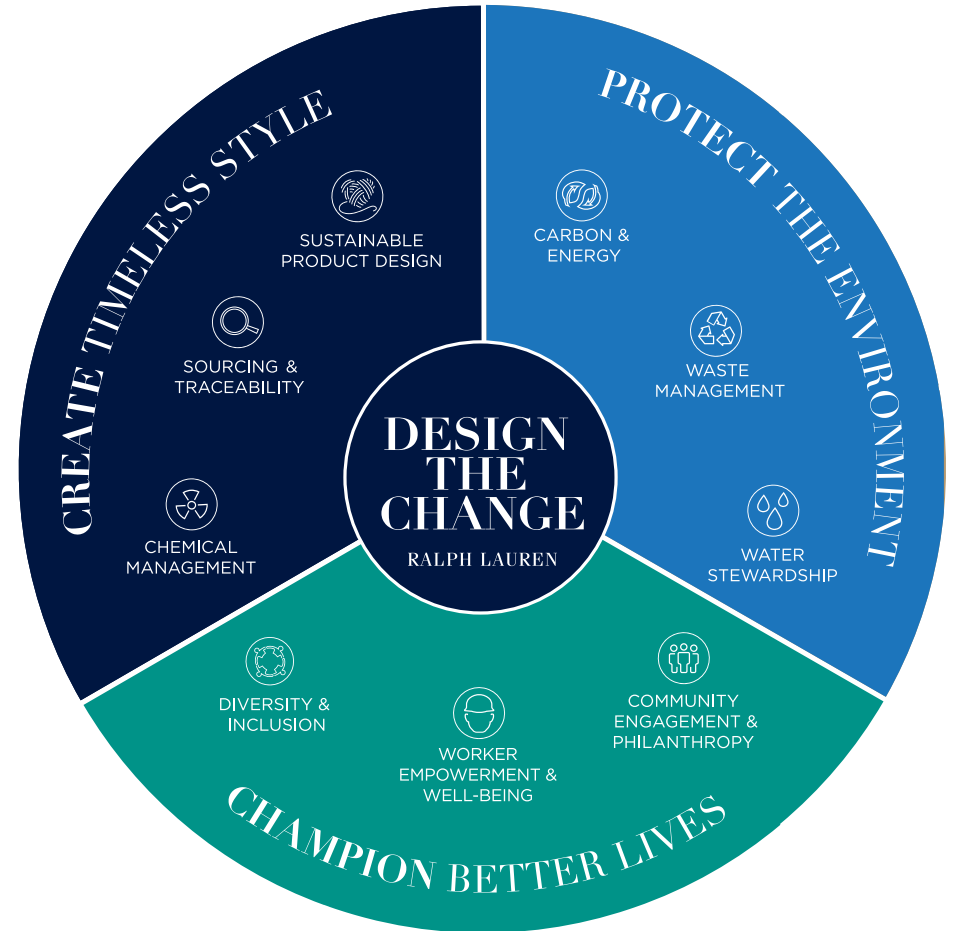 CREATE TIMELESS STYLE
SUSTAINABLE
PRODUCT DESIGN
SOURCING &
TRACEABILITY
CHEMICAL
MANAGEMENT
PROTECT THE ENVIRONMENT
CARBON &
ENERGY
WASTE
MANAGEMENT
WATER
STEWARDSHIP
DESIGN
THE
CHANGE
RALPH LAUREN
DIVERSITY &
INCLUSION
WORKER
EMPOWERMENT &
WELL-BEING
COMMUNITY
ENGAGEMENT &
PHILANTHROPY
CHAMPION BETTER LIVES